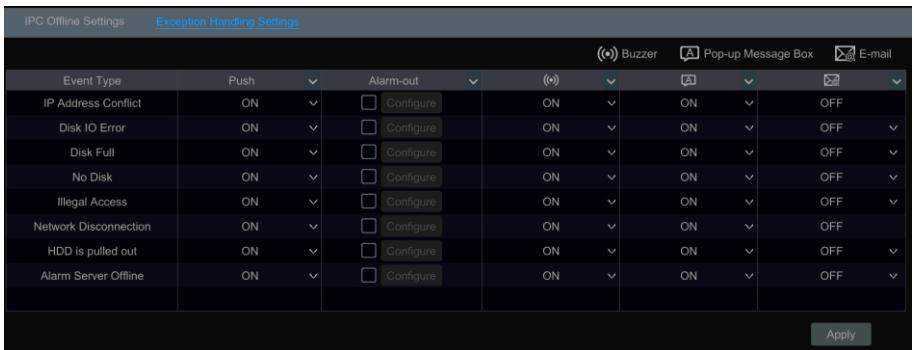 IPC Offline Settings Exception Handling Settings
Buzzer Pop-up Message Box E-mail
Event Type Push Alarm-out
IP Address Conflict ON Configure ON ON OFF
Disk IO Error ON Configure ON ON OFF
Disk Full ON Configure ON ON OFF
No Disk ON Configure ON ON OFF
Illegal Access ON Configure ON ON OFF
Network Disconnection ON Configure ON ON OFF
HDD is pulled out ON Configure ON ON OFF
Alarm Server Offline ON Configure ON ON OFF
Apply